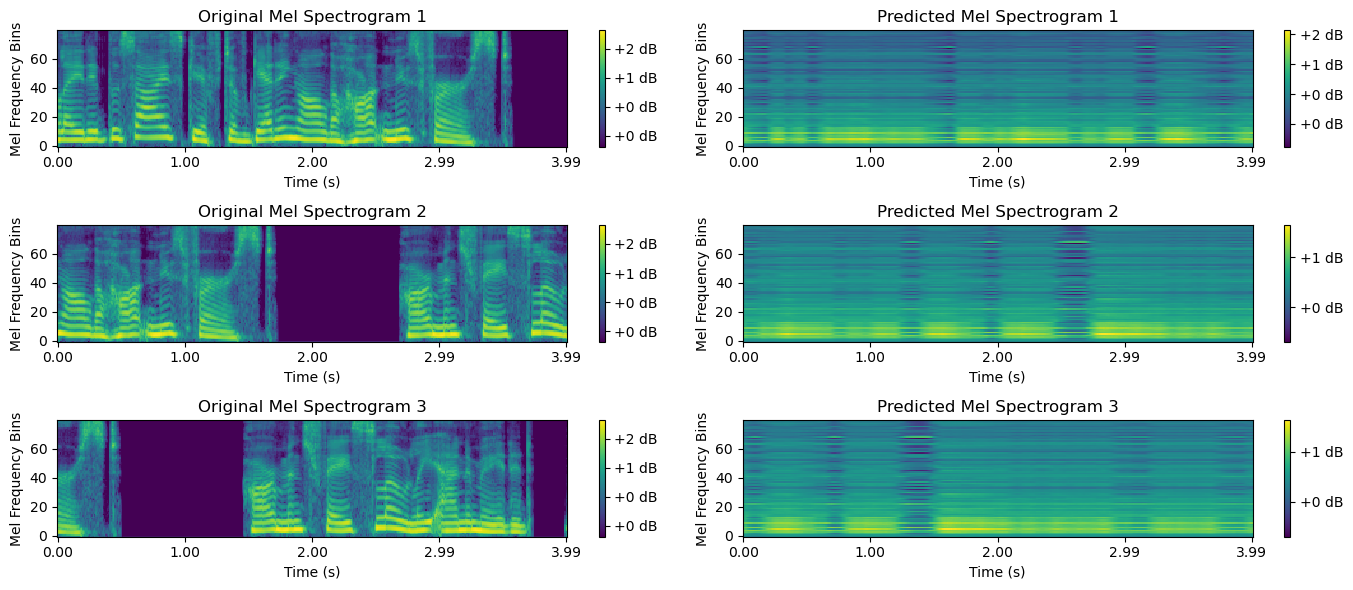 Original Mel Spectrogram 1
Mel Frequency Bins
60
40
20
0
0.00 1.00 2.00 2.99 3.99
Time (s)
+2 dB
+1 dB
+0 dB
+0 dB
Predicted Mel Spectrogram 1
Mel Frequency Bins
60
40
20
0
0.00 1.00 2.00 2.99 3.99
Time (s)
+2 dB
+1 dB
+0 dB
+0 dB
Original Mel Spectrogram 2
Mel Frequency Bins
60
40
20
0
0.00 1.00 2.00 2.99 3.99
Time (s)
+2 dB
+1 dB
+0 dB
+0 dB
Predicted Mel Spectrogram 2
Mel Frequency Bins
60
40
20
0
0.00 1.00 2.00 2.99 3.99
Time (s)
+1 dB
+0 dB
Original Mel Spectrogram 3
Mel Frequency Bins
60
40
20
0
0.00 1.00 2.00 2.99 3.99
Time (s)
+2 dB
+1 dB
+0 dB
+0 dB
Predicted Mel Spectrogram 3
Mel Frequency Bins
60
40
20
0
0.00 1.00 2.00 2.99 3.99
Time (s)
+1 dB
+0 dB